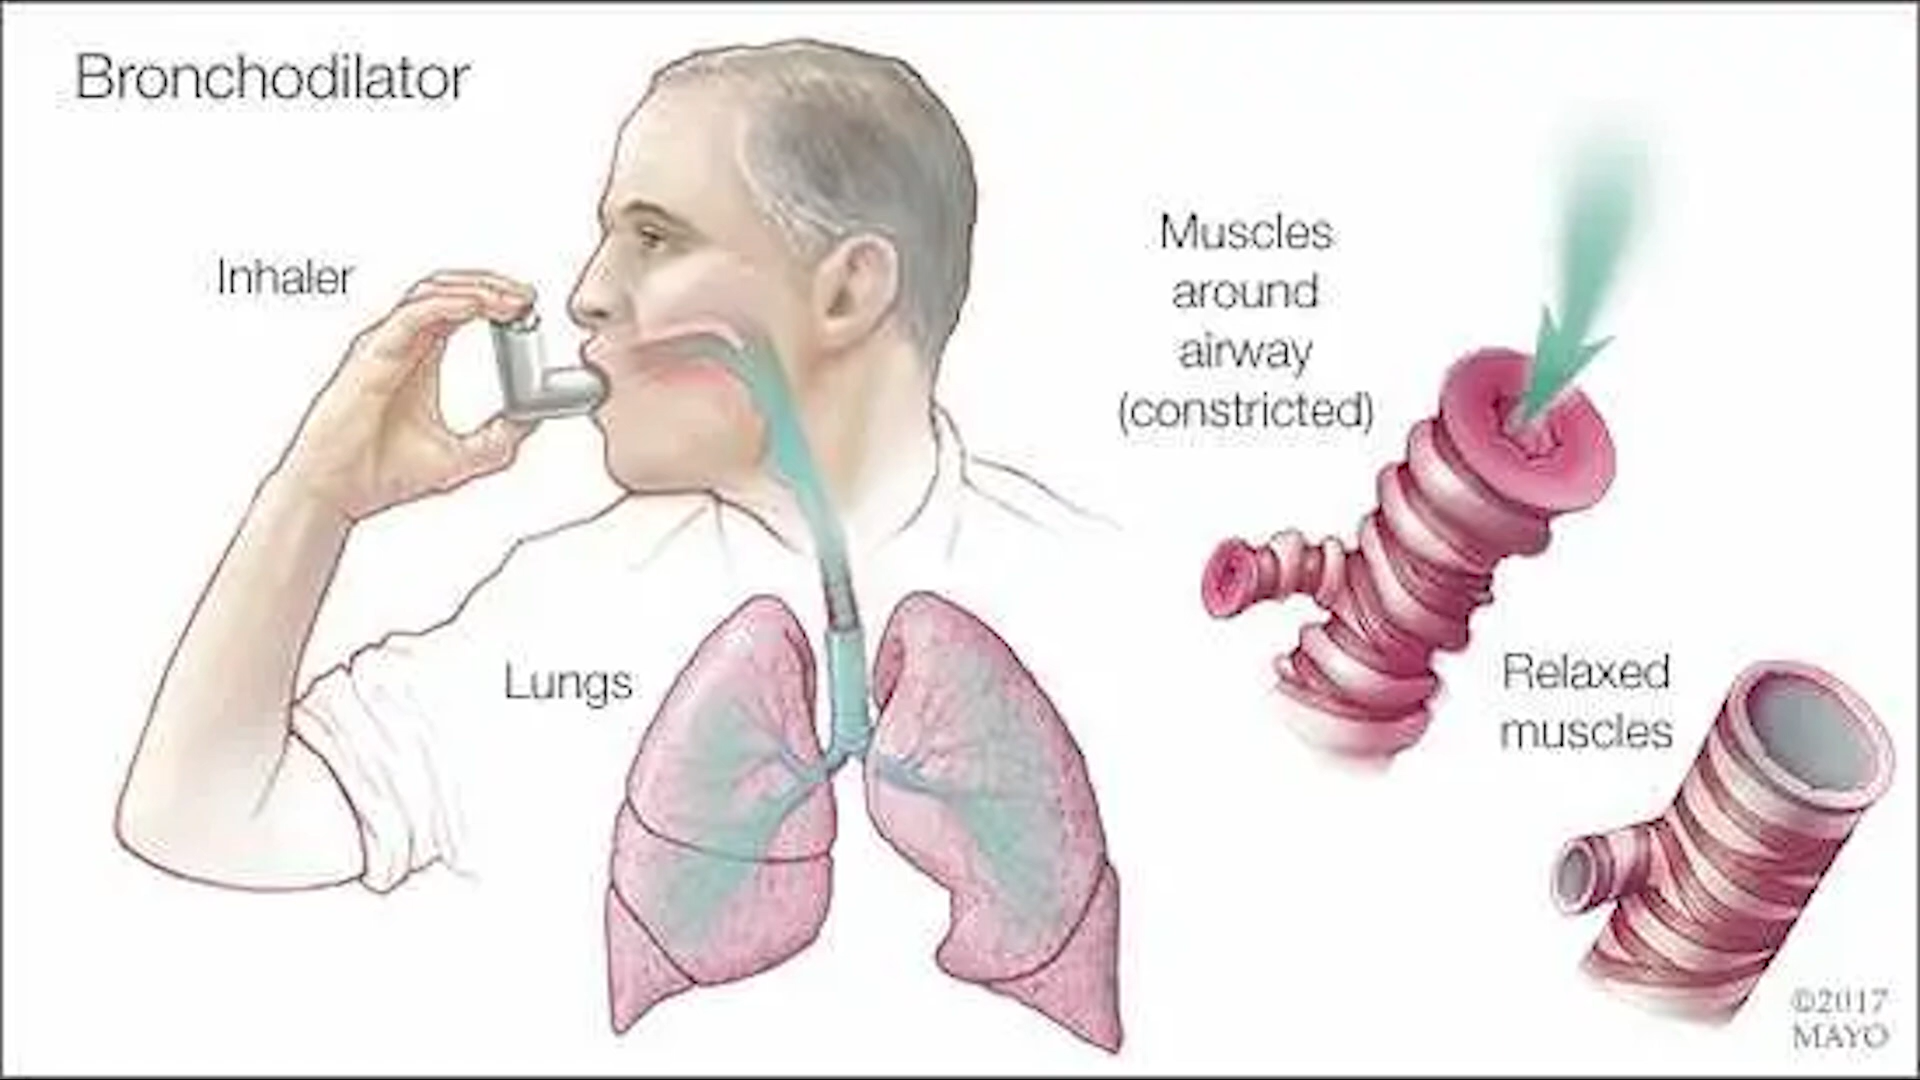 Bronchodilator
Inhaler
Lungs
Muscles
around
airway
(constricted)
Relaxed
muscles
©2017
MAYO